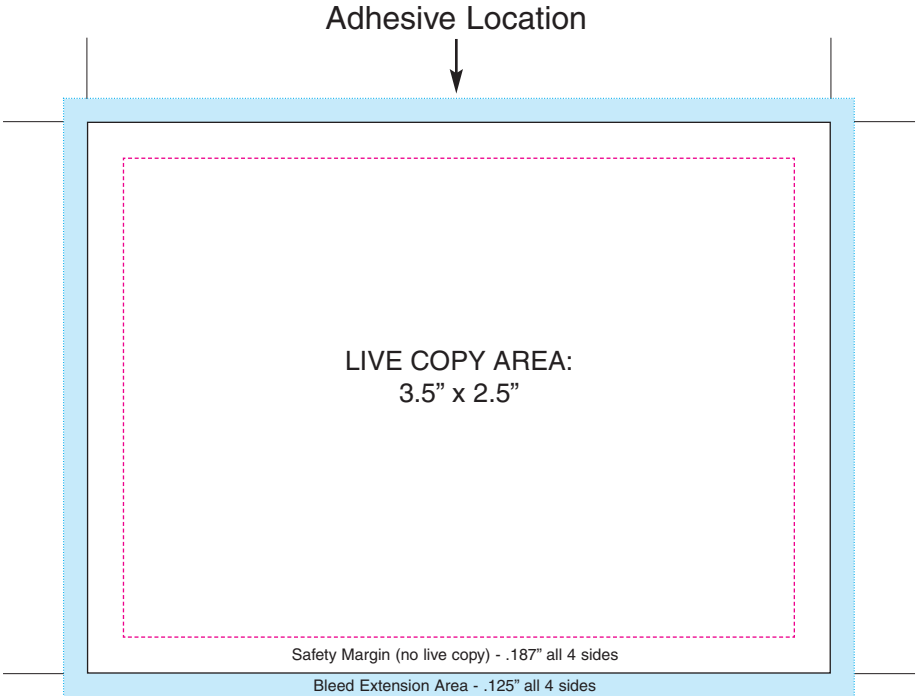 Adhesive Location
LIVE COPY AREA:
3.5” x 2.5”
Safety Margin (no live copy) - .187” all 4 sides
Bleed Extension Area - .125” all 4 sides